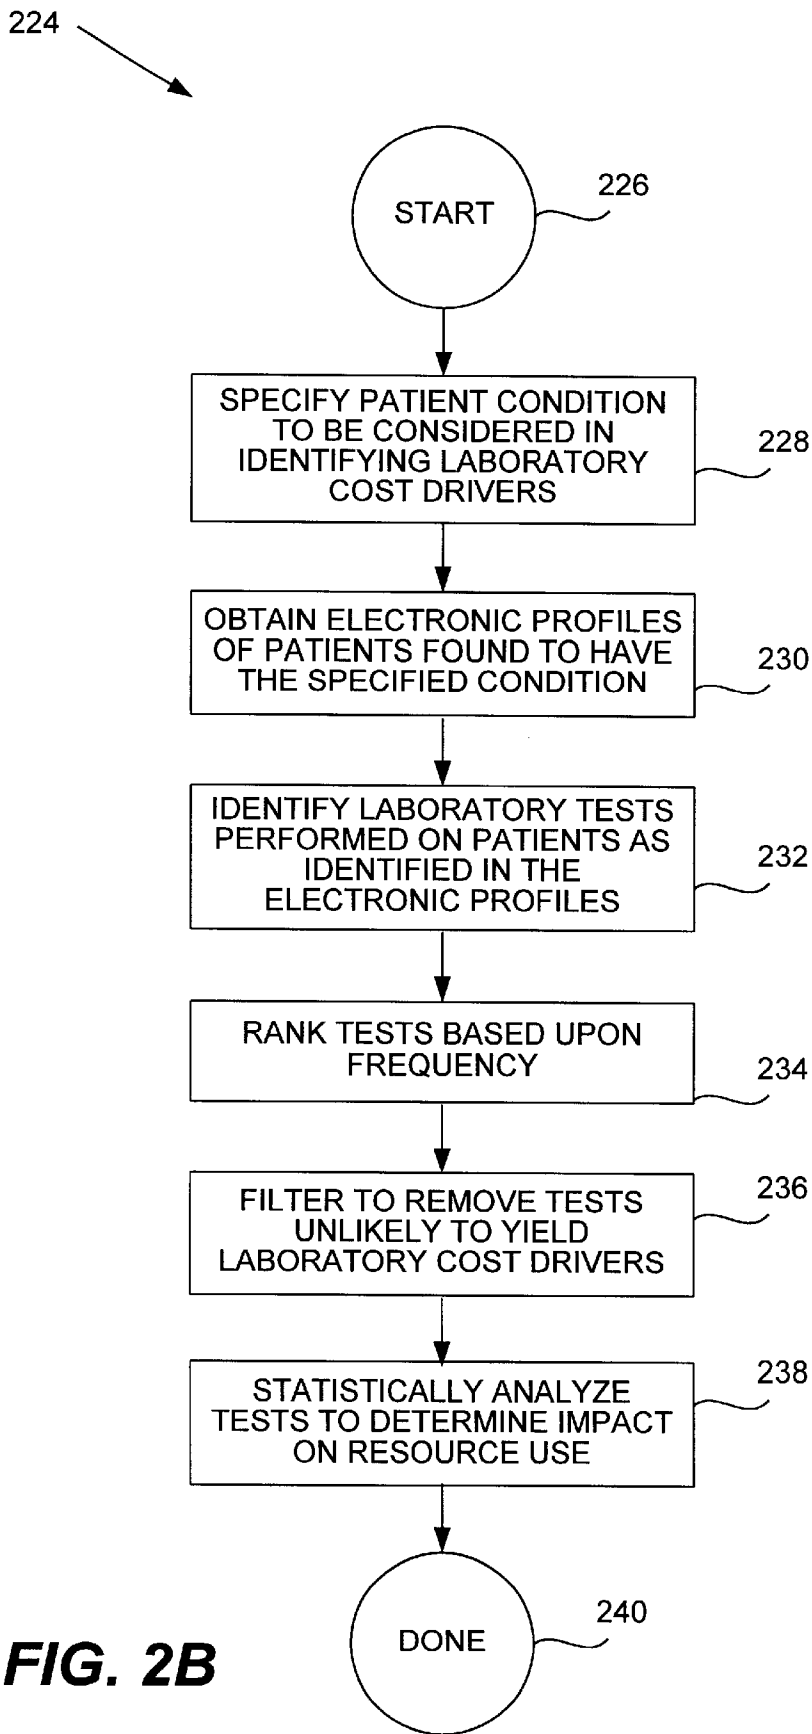 224
START
226
SPECIFY PATIENT CONDITION
TO BE CONSIDERED IN
IDENTIFYING LABORATORY
COST DRIVERS
228
OBTAIN ELECTRONIC PROFILES
OF PATIENTS FOUND TO HAVE
THE SPECIFIED CONDITION
230
IDENTIFY LABORATORY TESTS
PERFORMED ON PATIENTS AS
IDENTIFIED IN THE
ELECTRONIC PROFILES
232
RANK TESTS BASED UPON
FREQUENCY
234
FILTER TO REMOVE TESTS
UNLIKELY TO YIELD
LABORATORY COST DRIVERS
236
STATISTICALLY ANALYZE
TESTS TO DETERMINE IMPACT
ON RESOURCE USE
238
DONE
240
FIG. 2B